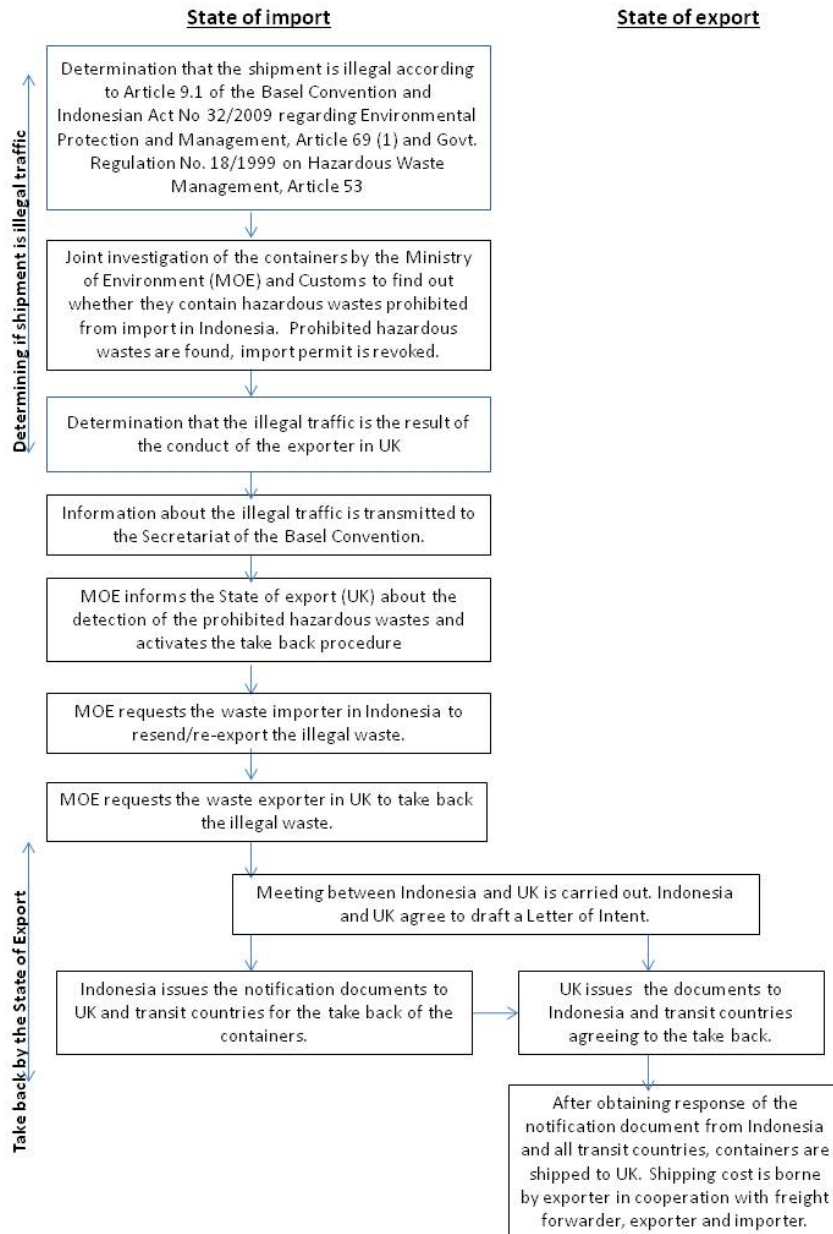 State of import
State of export
Determination that the shipment is illegal according
to Article 9.1 of the Basel Convention and
Indonesian Act No 32/2009 regarding Environmental
Protection and Management, Article 69 (1) and Govt.
Regulation No. 18/1999 on Hazardous Waste
Management, Article 53
Determining if shipment is illegal traffic
Joint investigation of the containers by the Ministry
of Environment (MOE) and Customs to find out
whether they contain hazardous wastes prohibited
from import in Indonesia. Prohibited hazardous
wastes are found, import permit is revoked.
Determination that the illegal traffic is the result of
the conduct of the exporter in UK
Information about the illegal traffic is transmitted to
the Secretariat of the Basel Convention.
MOE informs the State of export (UK) about the
detection of the prohibited hazardous wastes and
activates the take back procedure
MOE requests the waste importer in Indonesia to
resend/re-export the illegal waste.
MOE requests the waste exporter in UK to take back
the illegal waste.
Take back by the State of Export
Meeting between Indonesia and UK is carried out. Indonesia
and UK agree to draft a Letter of Intent.
Indonesia issues the notification documents to
UK and transit countries for the take back of the
containers.
UK issues the documents to
Indonesia and transit countries
agreeing to the take back.
After obtaining response of the
notification document from Indonesia
and all transit countries, containers are
shipped to UK. Shipping cost is borne
by exporter in cooperation with freight
forwarder, exporter and importer.